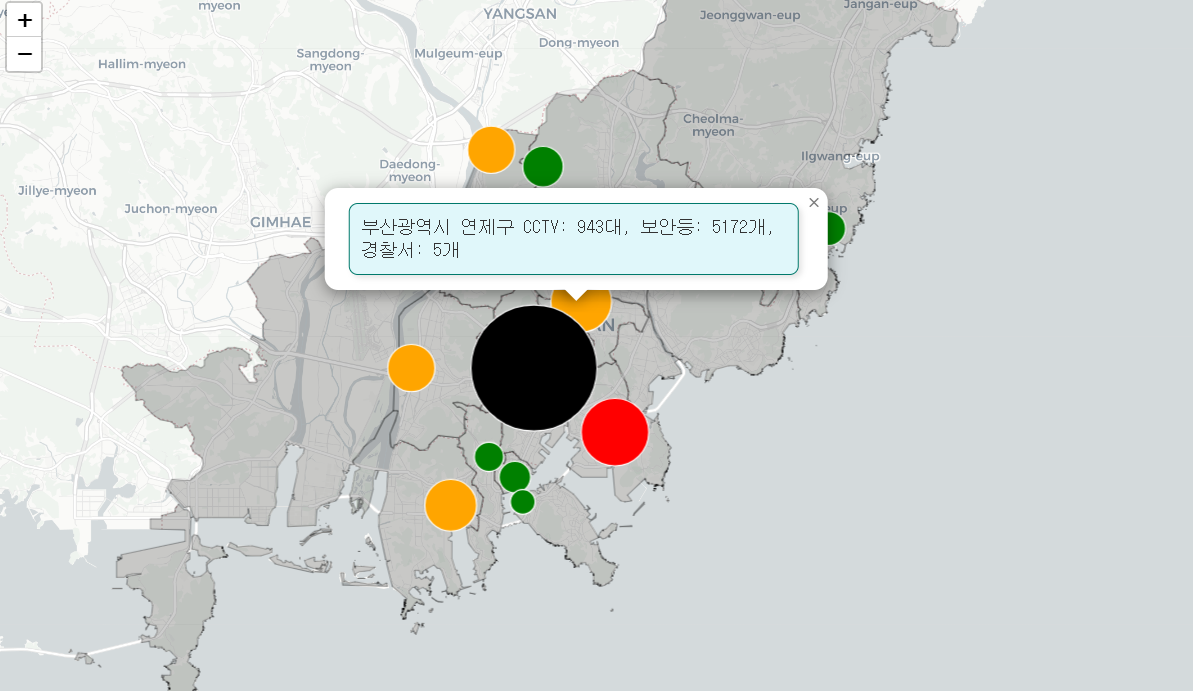 +
−
myeon
YANGSAN
Jeonggwan-eup
Jangan-eup
Hallim-myeon
Sangdong-
myeon
Mulgeum-eup
Dong-myeon
Cheolma-
myeon
Ilgwang-eup
Daedong-
myeon
Jillye-myeon
Juchon-myeon
GIMHAE
부산광역시 연제구 CCTV: 943대, 보안등: 5172개,
경찰서: 5개
×
eup
AN